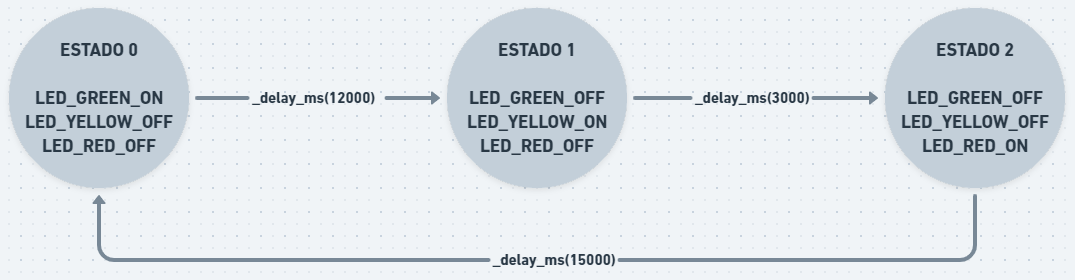 ESTADO 0
LED_GREEN_ON
LED_YELLOW_OFF
LED_RED_OFF
_delay_ms(12000)
ESTADO 1
LED_GREEN_OFF
LED_YELLOW_ON
LED_RED_OFF
_delay_ms(3000)
ESTADO 2
LED_GREEN_OFF
LED_YELLOW_OFF
LED_RED_ON
_delay_ms(15000)